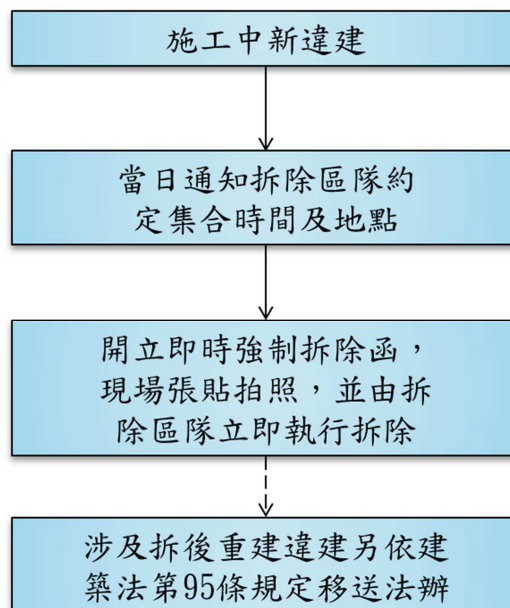 施工中新違建
當日通知拆除區隊約
定集合時間及地點
開立即時強制拆除函，
現場張貼拍照，並由拆
除區隊立即執行拆除
涉及拆後重建違建另依建
築法第95條規定移送法辦